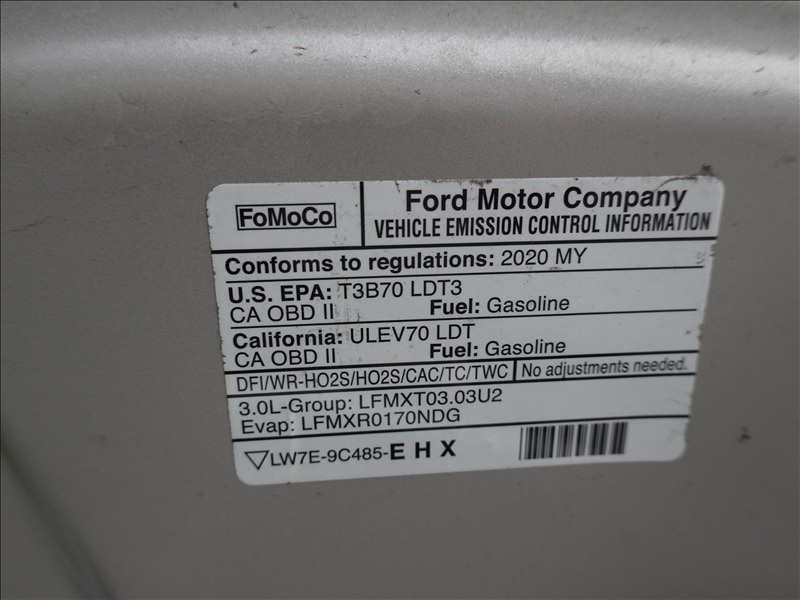 FoMoCo
Ford Motor Company
VEHICLE EMISSION CONTROL INFORMATION
Conforms to regulations: 2020 MY
U.S. EPA: T3B70 LDT3
CA OBD II Fuel: Gasoline
California: ULEV70 LDT
CA OBD II Fuel: Gasoline
DFI/WR-HO2S/HO2S/CAC/TC/TWC No adjustments needed.
3.0L-Group: LFMXT03.03U2
Evap: LFMXR0170NDG
LW7E-9C485-E H X